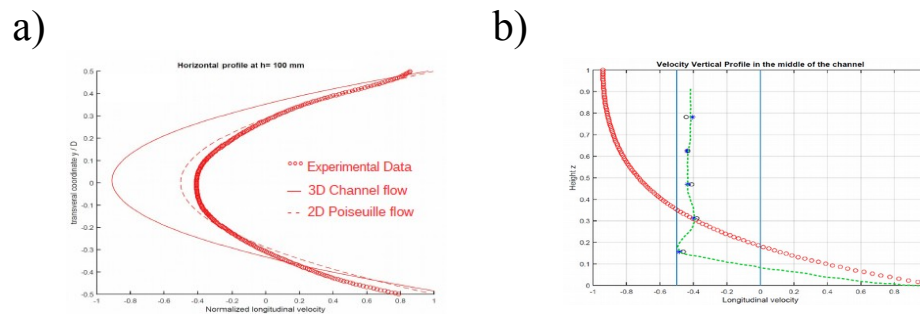 a)
b)
Horizontal profile at h= 100 mm
0.5
0.4
0.3
0.2
0.1
0
-0.1
-0.2
-0.3
-0.4
-0.5
transveral coordinate y / D
Experimental Data
3D Channel flow
2D Poiseuille flow
-1 -0.8 -0.6 -0.4 -0.2 0 0.2 0.4 0.6 0.8 1
Normalized longitudinal velocity
Velocity Vertical Profile in the middle of the channel
1
0.9
0.8
0.7
0.6
0.5
0.4
0.3
0.2
0.1
0
Height z
-1 -0.8 -0.6 -0.4 -0.2 0 0.2 0.4 0.6 0.8
Longitudinal velocity